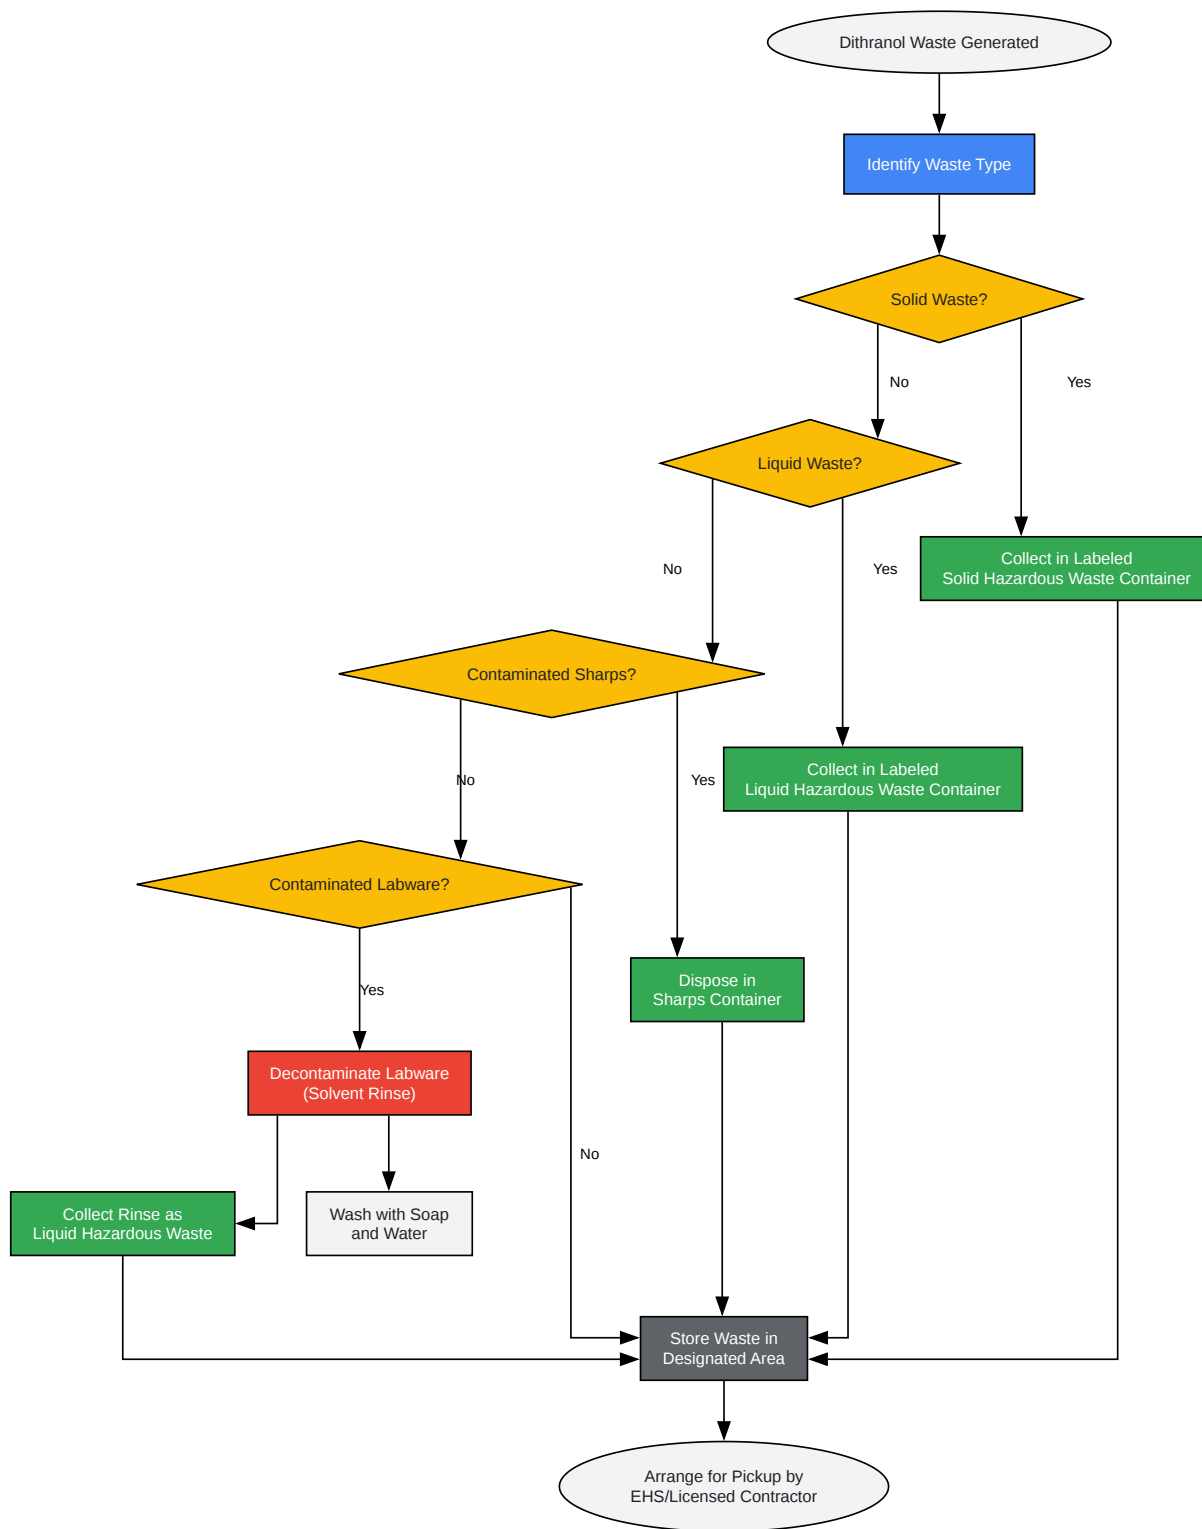 Dithranol Waste Generated
Identify Waste Type
Solid Waste?
No
Yes
Liquid Waste?
No
Yes
Collect in Labeled
Solid Hazardous Waste Container
Contaminated Sharps?
No
Yes
Collect in Labeled
Liquid Hazardous Waste Container
Contaminated Labware?
Yes
Dispose in
Sharps Container
Decontaminate Labware
(Solvent Rinse)
No
Collect Rinse as
Liquid Hazardous Waste
Wash with Soap
and Water
Store Waste in
Designated Area
Arrange for Pickup by
EHS/Licensed Contractor